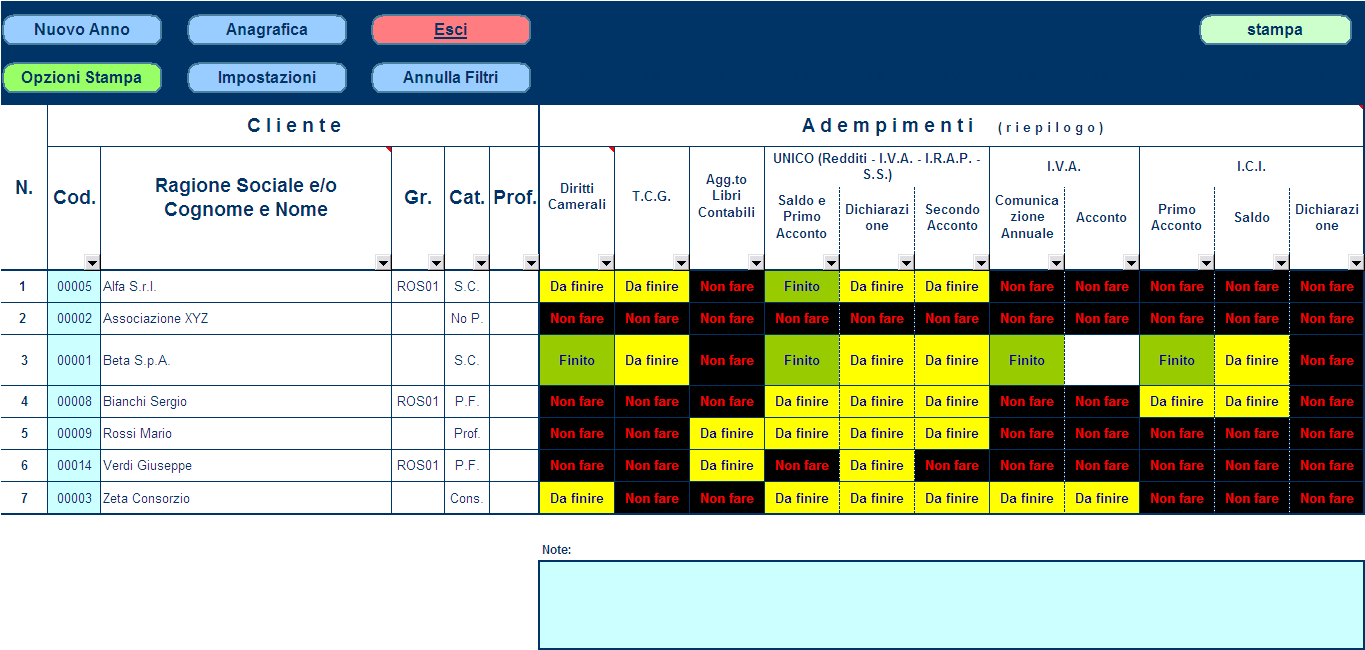 Nuovo Anno Anagrafica Esci stampa
Opzioni Stampa Impostazioni Annulla Filtri
Cliente Adempimenti (riepilogo)
N. Cod. Ragione Sociale e/o Cognome e Nome Gr. Cat. Prof. Diritti Camerali T.C.G. Agg.to Libri Contabili UNICO (Redditi - I.V.A. - I.R.A.P. - S.S.) I.V.A. I.C.I.
Saldo e Primo Acconto Dichiarazione Secondo Acconto Comunicazione Annuale Acconto Primo Acconto Saldo Dichiarazione
1 00005 Alfa S.r.l. ROS01 S.C. Da finire Da finire Non fare Finito Da finire Da finire Non fare Non fare Non fare Non fare Non fare
2 00002 Associazione XYZ No P. Non fare Non fare Non fare Non fare Non fare Non fare Non fare Non fare Non fare Non fare Non fare
3 00001 Beta S.p.A. S.C. Finito Da finire Non fare Finito Da finire Da finire Finito Finito Da finire Non fare
4 00008 Bianchi Sergio ROS01 P.F. Non fare Non fare Non fare Da finire Da finire Da finire Non fare Non fare Da finire Da finire Non fare
5 00009 Rossi Mario Prof. Non fare Non fare Da finire Da finire Da finire Da finire Non fare Non fare Non fare Non fare Non fare
6 00014 Verdi Giuseppe ROS01 P.F. Non fare Non fare Da finire Non fare Da finire Non fare Non fare Non fare Non fare Non fare Non fare
7 00003 Zeta Consorzio Cons. Da finire Non fare Non fare Da finire Da finire Da finire Da finire Da finire Non fare Non fare Non fare
Note: